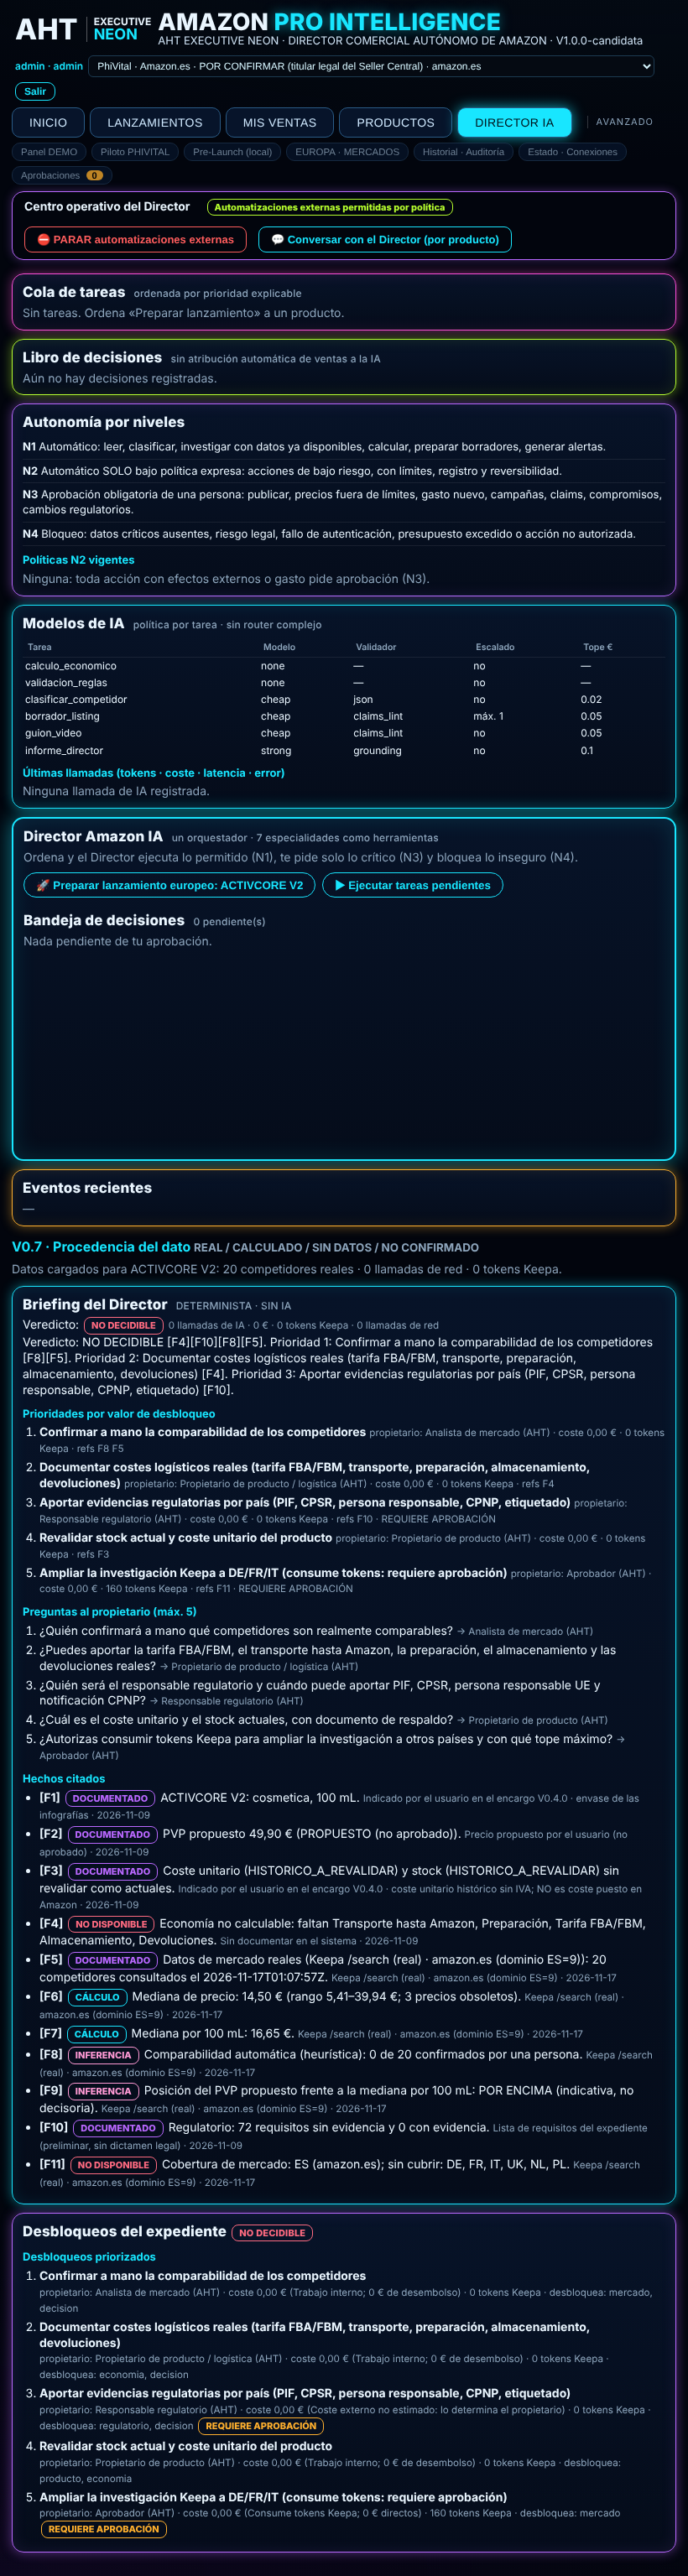 AHT EXECUTIVE NEON AMAZON PRO INTELLIGENCE
AHT EXECUTIVE NEON · DIRECTOR COMERCIAL AUTÓNOMO DE AMAZON · V1.0.0-candidata
admin · admin PhiVital · Amazon.es · POR CONFIRMAR (titular legal del Seller Central) · amazon.es
Salir
INICIO LANZAMIENTOS MIS VENTAS PRODUCTOS DIRECTOR IA AVANZADO
Panel DEMO Piloto PHIVITAL Pre-Launch (local) EUROPA · MERCADOS Historial · Auditoría Estado · Conexiones
Aprobaciones 0
Centro operativo del Director Automatizaciones externas permitidas por política
⛔ PARAR automatizaciones externas 💬 Conversar con el Director (por producto)
Cola de tareas ordenada por prioridad explicable
Sin tareas. Ordena «Preparar lanzamiento» a un producto.
Libro de decisiones sin atribución automática de ventas a la IA
Aún no hay decisiones registradas.
Autonomía por niveles
N1 Automático: leer, clasificar, investigar con datos ya disponibles, calcular, preparar borradores, generar alertas.
N2 Automático SOLO bajo política expresa: acciones de bajo riesgo, con límites, registro y reversibilidad.
N3 Aprobación obligatoria de una persona: publicar, precios fuera de límites, gasto nuevo, campañas, claims, compromisos,
cambios regulatorios.
N4 Bloqueo: datos críticos ausentes, riesgo legal, fallo de autenticación, presupuesto excedido o acción no autorizada.
Políticas N2 vigentes
Ninguna: toda acción con efectos externos o gasto pide aprobación (N3).
Modelos de IA política por tarea · sin router complejo
Tarea Modelo Validador Escalado Tope €
calculo_economico none — no —
validacion_reglas none — no —
clasificar_competidor cheap json no 0.02
borrador_listing cheap claims_lint máx. 1 0.05
guion_video cheap claims_lint no 0.05
informe_director strong grounding no 0.1
Últimas llamadas (tokens · coste · latencia · error)
Ninguna llamada de IA registrada.
Director Amazon IA un orquestador · 7 especialidades como herramientas
Ordena y el Director ejecuta lo permitido (N1), te pide solo lo crítico (N3) y bloquea lo inseguro (N4).
🚀 Preparar lanzamiento europeo: ACTIVCORE V2 ▶ Ejecutar tareas pendientes
Bandeja de decisiones 0 pendiente(s)
Nada pendiente de tu aprobación.
Eventos recientes
—
V0.7 · Procedencia del dato REAL / CALCULADO / SIN DATOS / NO CONFIRMADO
Datos cargados para ACTIVCORE V2: 20 competidores reales · 0 llamadas de red · 0 tokens Keepa.
Briefing del Director DETERMINISTA · SIN IA
Veredicto: NO DECIDIBLE 0 llamadas de IA · 0 € · 0 tokens Keepa · 0 llamadas de red
Veredicto: NO DECIDIBLE [F4][F10][F8][F5]. Prioridad 1: Confirmar a mano la comparabilidad de los competidores
[F8][F5]. Prioridad 2: Documentar costes logísticos reales (tarifa FBA/FBM, transporte, preparación,
almacenamiento, devoluciones) [F4]. Prioridad 3: Aportar evidencias regulatorias por país (PIF, CPSR, persona
responsable, CPNP, etiquetado) [F10].
Prioridades por valor de desbloqueo
1. Confirmar a mano la comparabilidad de los competidores propietario: Analista de mercado (AHT) · coste 0,00 € · 0 tokens
Keepa · refs F8 F5
2. Documentar costes logísticos reales (tarifa FBA/FBM, transporte, preparación, almacenamiento,
devoluciones) propietario: Propietario de producto / logística (AHT) · coste 0,00 € · 0 tokens Keepa · refs F4
3. Aportar evidencias regulatorias por país (PIF, CPSR, persona responsable, CPNP, etiquetado) propietario:
Responsable regulatorio (AHT) · coste 0,00 € · 0 tokens Keepa · refs F10 · REQUIERE APROBACIÓN
4. Revalidar stock actual y coste unitario del producto propietario: Propietario de producto (AHT) · coste 0,00 € · 0 tokens
Keepa · refs F3
5. Ampliar la investigación Keepa a DE/FR/IT (consume tokens: requiere aprobación) propietario: Aprobador (AHT) ·
coste 0,00 € · 160 tokens Keepa · refs F11 · REQUIERE APROBACIÓN
Preguntas al propietario (máx. 5)
1. ¿Quién confirmará a mano qué competidores son realmente comparables? → Analista de mercado (AHT)
2. ¿Puedes aportar la tarifa FBA/FBM, el transporte hasta Amazon, la preparación, el almacenamiento y las
devoluciones reales? → Propietario de producto / logística (AHT)
3. ¿Quién será el responsable regulatorio y cuándo puede aportar PIF, CPSR, persona responsable UE y
notificación CPNP? → Responsable regulatorio (AHT)
4. ¿Cuál es el coste unitario y el stock actuales, con documento de respaldo? → Propietario de producto (AHT)
5. ¿Autorizas consumir tokens Keepa para ampliar la investigación a otros países y con qué tope máximo? →
Aprobador (AHT)
Hechos citados
• [F1] DOCUMENTADO ACTIVCORE V2: cosmetica, 100 mL. Indicado por el usuario en el encargo V0.4.0 · envase de las
infografías · 2026-11-09
• [F2] DOCUMENTADO PVP propuesto 49,90 € (PROPUESTO (no aprobado)). Precio propuesto por el usuario (no
aprobado) · 2026-11-09
• [F3] DOCUMENTADO Coste unitario (HISTORICO_A_REVALIDAR) y stock (HISTORICO_A_REVALIDAR) sin
revalidar como actuales. Indicado por el usuario en el encargo V0.4.0 · coste unitario histórico sin IVA; NO es coste puesto en
Amazon · 2026-11-09
• [F4] NO DISPONIBLE Economía no calculable: faltan Transporte hasta Amazon, Preparación, Tarifa FBA/FBM,
Almacenamiento, Devoluciones. Sin documentar en el sistema · 2026-11-09
• [F5] DOCUMENTADO Datos de mercado reales (Keepa /search (real) · amazon.es (dominio ES=9)): 20
competidores consultados el 2026-11-17T01:07:57Z. Keepa /search (real) · amazon.es (dominio ES=9) · 2026-11-17
• [F6] CÁLCULO Mediana de precio: 14,50 € (rango 5,41–39,94 €; 3 precios obsoletos). Keepa /search (real) ·
amazon.es (dominio ES=9) · 2026-11-17
• [F7] CÁLCULO Mediana por 100 mL: 16,65 €. Keepa /search (real) · amazon.es (dominio ES=9) · 2026-11-17
• [F8] INFERENCIA Comparabilidad automática (heurística): 0 de 20 confirmados por una persona. Keepa /search
(real) · amazon.es (dominio ES=9) · 2026-11-17
• [F9] INFERENCIA Posición del PVP propuesto frente a la mediana por 100 mL: POR ENCIMA (indicativa, no
decisoria). Keepa /search (real) · amazon.es (dominio ES=9) · 2026-11-17
• [F10] DOCUMENTADO Regulatorio: 72 requisitos sin evidencia y 0 con evidencia. Lista de requisitos del expediente
(preliminar, sin dictamen legal) · 2026-11-09
• [F11] NO DISPONIBLE Cobertura de mercado: ES (amazon.es); sin cubrir: DE, FR, IT, UK, NL, PL. Keepa /search
(real) · amazon.es (dominio ES=9) · 2026-11-17
Desbloqueos del expediente NO DECIDIBLE
Desbloqueos priorizados
1. Confirmar a mano la comparabilidad de los competidores
propietario: Analista de mercado (AHT) · coste 0,00 € (Trabajo interno; 0 € de desembolso) · 0 tokens Keepa · desbloquea: mercado,
decision
2. Documentar costes logísticos reales (tarifa FBA/FBM, transporte, preparación, almacenamiento,
devoluciones)
propietario: Propietario de producto / logística (AHT) · coste 0,00 € (Trabajo interno; 0 € de desembolso) · 0 tokens Keepa ·
desbloquea: economia, decision
3. Aportar evidencias regulatorias por país (PIF, CPSR, persona responsable, CPNP, etiquetado)
propietario: Responsable regulatorio (AHT) · coste 0,00 € (Coste externo no estimado: lo determina el propietario) · 0 tokens Keepa ·
desbloquea: regulatorio, decision REQUIERE APROBACIÓN
4. Revalidar stock actual y coste unitario del producto
propietario: Propietario de producto (AHT) · coste 0,00 € (Trabajo interno; 0 € de desembolso) · 0 tokens Keepa · desbloquea:
producto, economia
5. Ampliar la investigación Keepa a DE/FR/IT (consume tokens: requiere aprobación)
propietario: Aprobador (AHT) · coste 0,00 € (Consume tokens Keepa; 0 € directos) · 160 tokens Keepa · desbloquea: mercado
REQUIERE APROBACIÓN